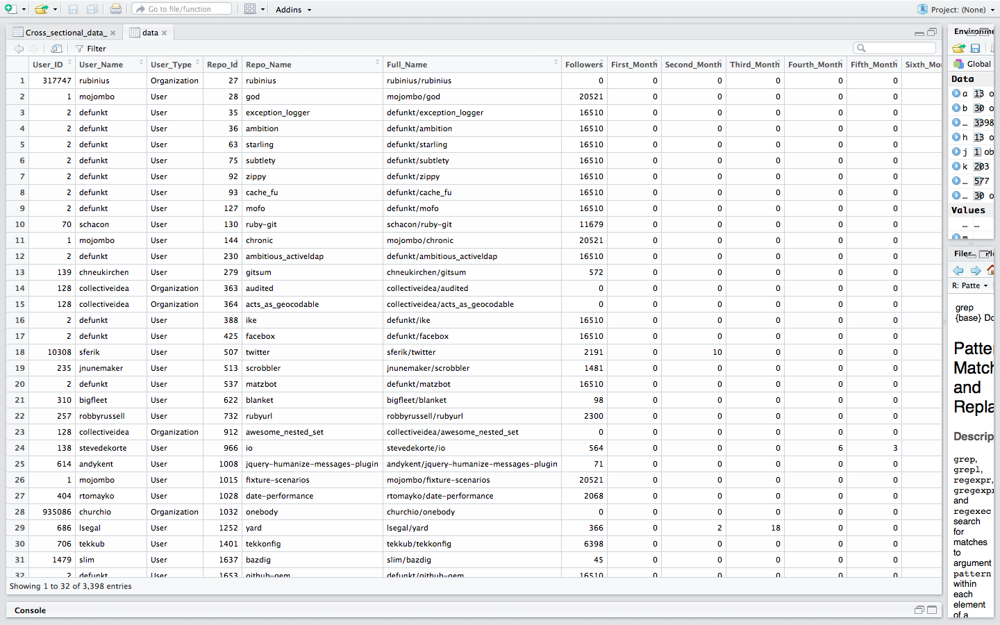 Go to file/function Addins Project: (None)
Cross_sectional_data_ data
Filter
User_ID User_Name User_Type Repo_Id Repo_Name Full_Name Followers First_Month Second_Month Third_Month Fourth_Month Fifth_Month Sixth_Mo
1 317747 rubinius Organization 27 rubinius rubinius/rubinius 0 0 0 0 0 0
2 1 mojombo User 28 god mojombo/god 20521 0 0 0 0 0
3 2 defunkt User 35 exception_logger defunkt/exception_logger 16510 0 0 0 0 0
4 2 defunkt User 36 ambition defunkt/ambition 16510 0 0 0 0 0
5 2 defunkt User 63 starling defunkt/starling 16510 0 0 0 0 0
6 2 defunkt User 75 subtlety defunkt/subtlety 16510 0 0 0 0 0
7 2 defunkt User 92 zippy defunkt/zippy 16510 0 0 0 0 0
8 2 defunkt User 93 cache_fu defunkt/cache_fu 16510 0 0 0 0 0
9 2 defunkt User 127 mofo defunkt/mofo 16510 0 0 0 0 0
10 70 schacon User 130 ruby-git schacon/ruby-git 11679 0 0 0 0 0
11 1 mojombo User 144 chronic mojombo/chronic 20521 0 0 0 0 0
12 2 defunkt User 230 ambitious_activeldap defunkt/ambitious_activeldap 16510 0 0 0 0 0
13 139 chneukirchen User 279 gitsum chneukirchen/gitsum 572 0 0 0 0 0
14 128 collectiveidea Organization 363 audited collectiveidea/audited 0 0 0 0 0 0
15 128 collectiveidea Organization 364 acts_as_geocodable collectiveidea/acts_as_geocodable 0 0 0 0 0 0
16 2 defunkt User 388 ike defunkt/ike 16510 0 0 0 0 0
17 2 defunkt User 425 facebox defunkt/facebox 16510 0 0 0 0 0
18 10308 sferik User 507 twitter sferik/twitter 2191 0 10 0 0 0
19 235 jnunemaker User 513 scrobbler jnunemaker/scrobbler 1481 0 0 0 0 0
20 2 defunkt User 537 matzbot defunkt/matzbot 16510 0 0 0 0 0
21 310 bigfleet User 622 blanket bigfleet/blanket 98 0 0 0 0 0
22 257 robbyrussell User 732 rubyurl robbyrussell/rubyurl 2300 0 0 0 0 0
23 128 collectiveidea Organization 912 awesome_nested_set collectiveidea/awesome_nested_set 0 0 0 0 0 0
24 138 stevedekorte User 966 io stevedekorte/io 564 0 0 0 6 3
25 614 andykent User 1008 jquery-humanize-messages-plugin andykent/jquery-humanize-messages-plugin 71 0 0 0 0 0
26 1 mojombo User 1015 fixture-scenarios mojombo/fixture-scenarios 20521 0 0 0 0 0
27 404 rtomayko User 1028 date-performance rtomayko/date-performance 2068 0 0 0 0 0
28 935086 churchio Organization 1032 onebody churchio/onebody 0 0 0 0 0 0
29 686 lsegal User 1252 yard lsegal/yard 366 0 2 18 0 0
30 706 tekkub User 1401 tekkonfig tekkub/tekkonfig 6398 0 0 0 0 0
31 1479 slim User 1637 bazdig slim/bazdig 45 0 0 0 0 0
32 2 defunkt User 1653 github-gem defunkt/github-gem 16510 0 0 0 0 0
Showing 1 to 32 of 3,398 entries
Console
Environme
Global
Data
a 13 o
b 30 o
… 3398
h 13 o
j 1 ob
k 203
… 577
… 30 o
Values
… …
m
Files Pl
R: Patte
grep
{base} Do
Patte
Match
and
Repla
Descrip
grep,
grepl,
regexpr,
gregexpr
and
regexec
search
for
matches
to
argument
pattern
within
each
element
of a